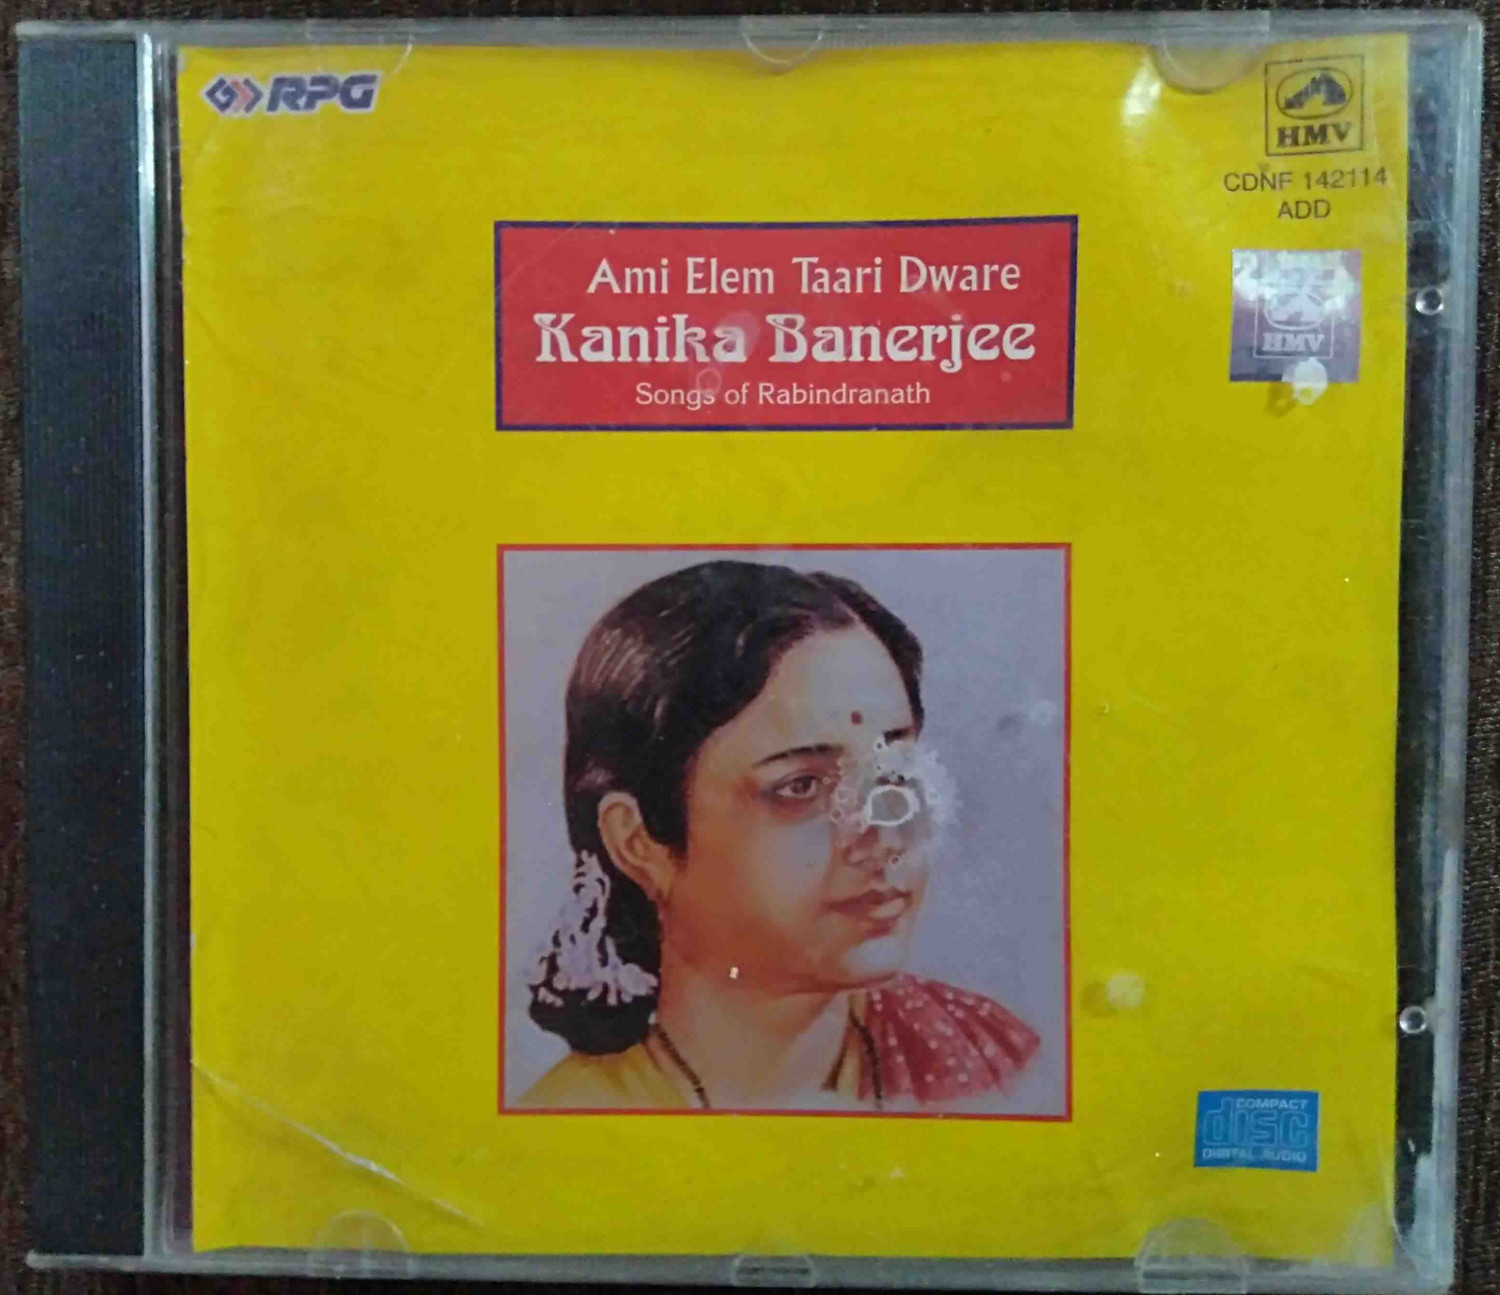 RPG
HMV
CDNF 142114
ADD
HMV
Ami Elem Taari Dware
Kanika Banerjee
Songs of Rabindranath
COMPACT
disc
DIGITAL AUDIO